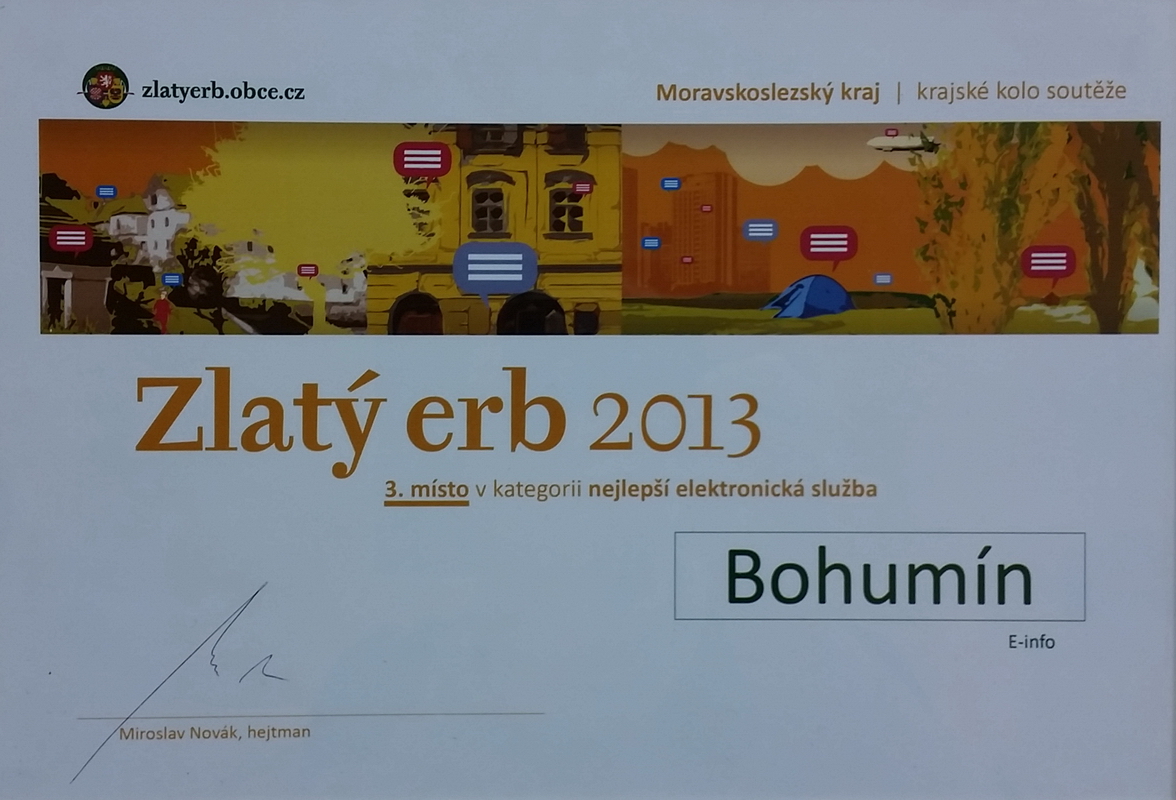 zlatyerb.obce.cz
Moravskoslezský kraj | krajské kolo soutěže
Zlatý erb 2013
3. místo v kategorii nejlepší elektronická služba
Bohumín
E-info
Miroslav Novák, hejtman